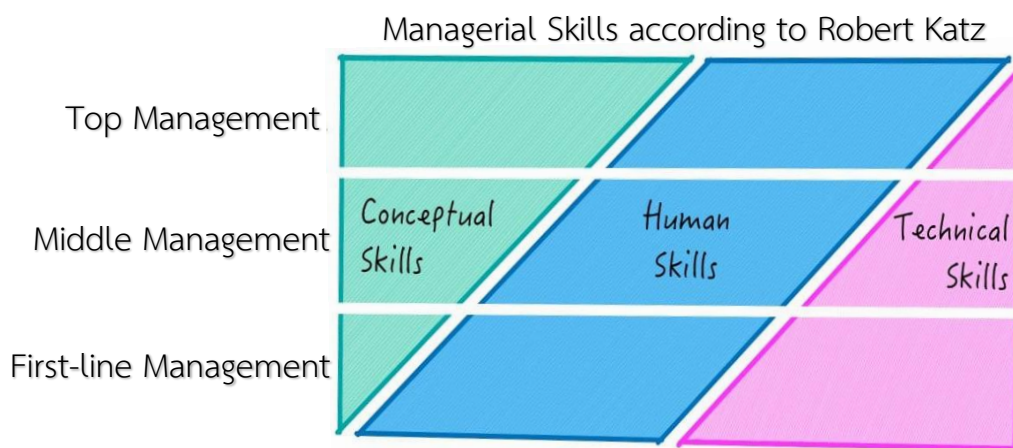 Managerial Skills according to Robert Katz
Top Management
Middle Management
Conceptual
Skills
Human
Skills
Technical
Skills
First-line Management